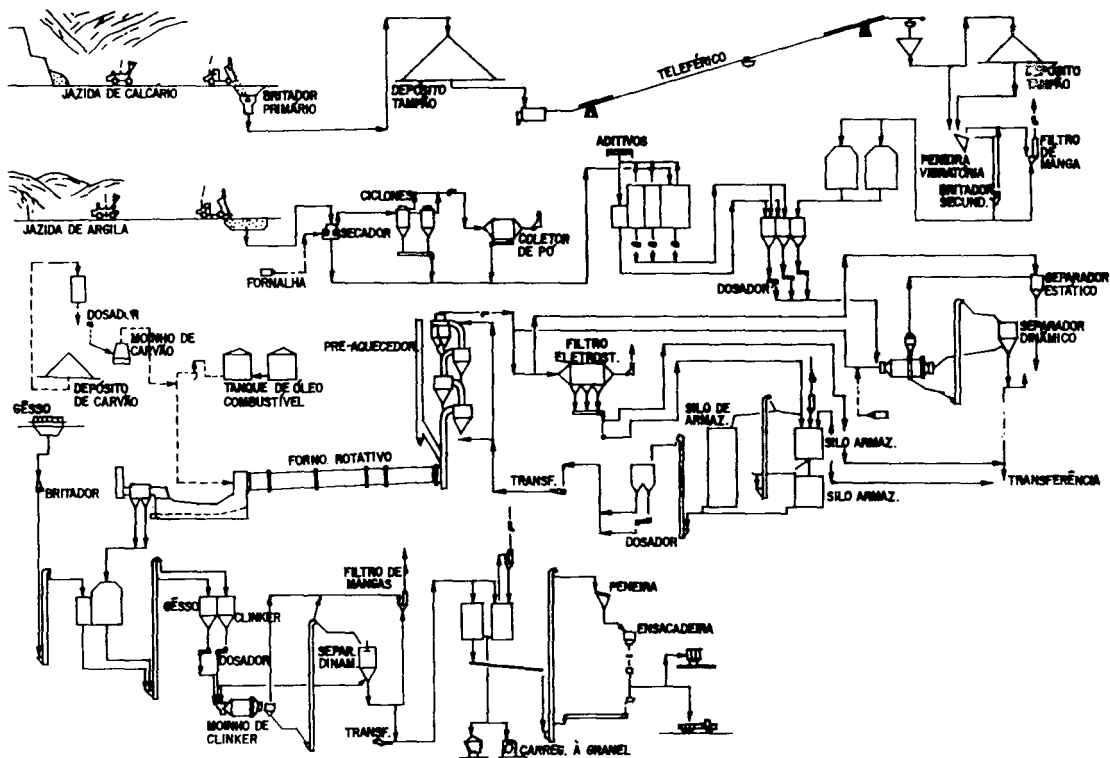 JAZIDA DE CALCÁRIO
BRITADOR
PRIMÁRIO
DEPÓSITO
TAMPÃO
TELEFÉRICO
DEPÓSITO
TAMPÃO
PENEIRA
VIBRATÓRIA
FILTRO
DE
MANGA
BRITADOR
SECUND.
ADITIVOS
JAZIDA DE ARGILA
CICLONES
SECADOR
COLETOR
DE PÓ
FORNALHA
DOSADOR
SEPARADOR
ESTÁTICO
SEPARADOR
DINÂMICO
DOSADOR
MOINHO DE
CARVÃO
DEPÓSITO
DE CARVÃO
TANQUE DE ÓLEO
COMBUSTÍVEL
PRE-AQUECEDOR
FILTRO
ELETROST.
SILO DE
ARMAZ.
SILO ARMAZ.
SILO ARMAZ.
TRANSFERÊNCIA
GÊSSO
BRITADOR
FORNO ROTATIVO
TRANSF.
DOSADOR
GÊSSO
CLINKER
DOSADOR
MOINHO DE
CLINKER
FILTRO DE
MANGAS
SEPAR.
DINAM.
TRANSF.
PENEIRA
ENSACADEIRA
CARREG. À GRANEL